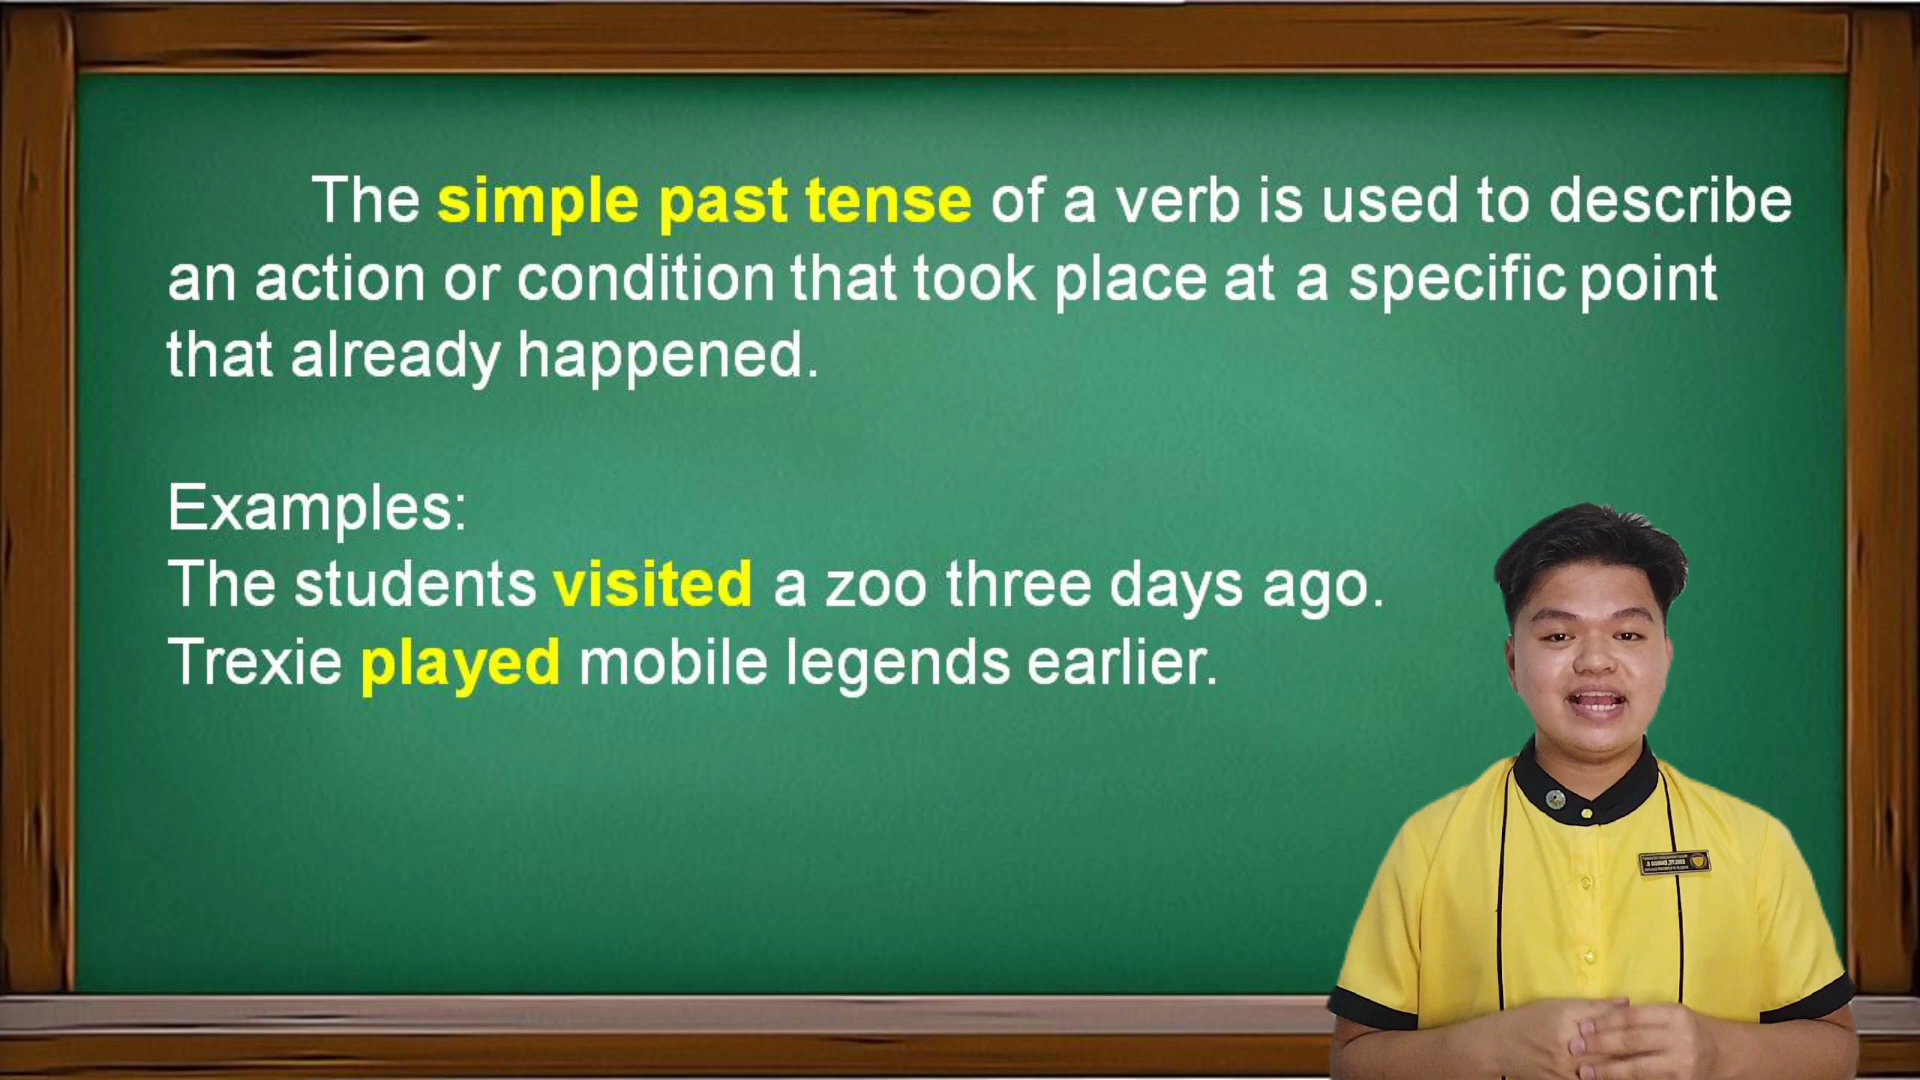 The simple past tense of a verb is used to describe
an action or condition that took place at a specific point
that already happened.
Examples:
The students visited a zoo three days ago.
Trexie played mobile legends earlier.